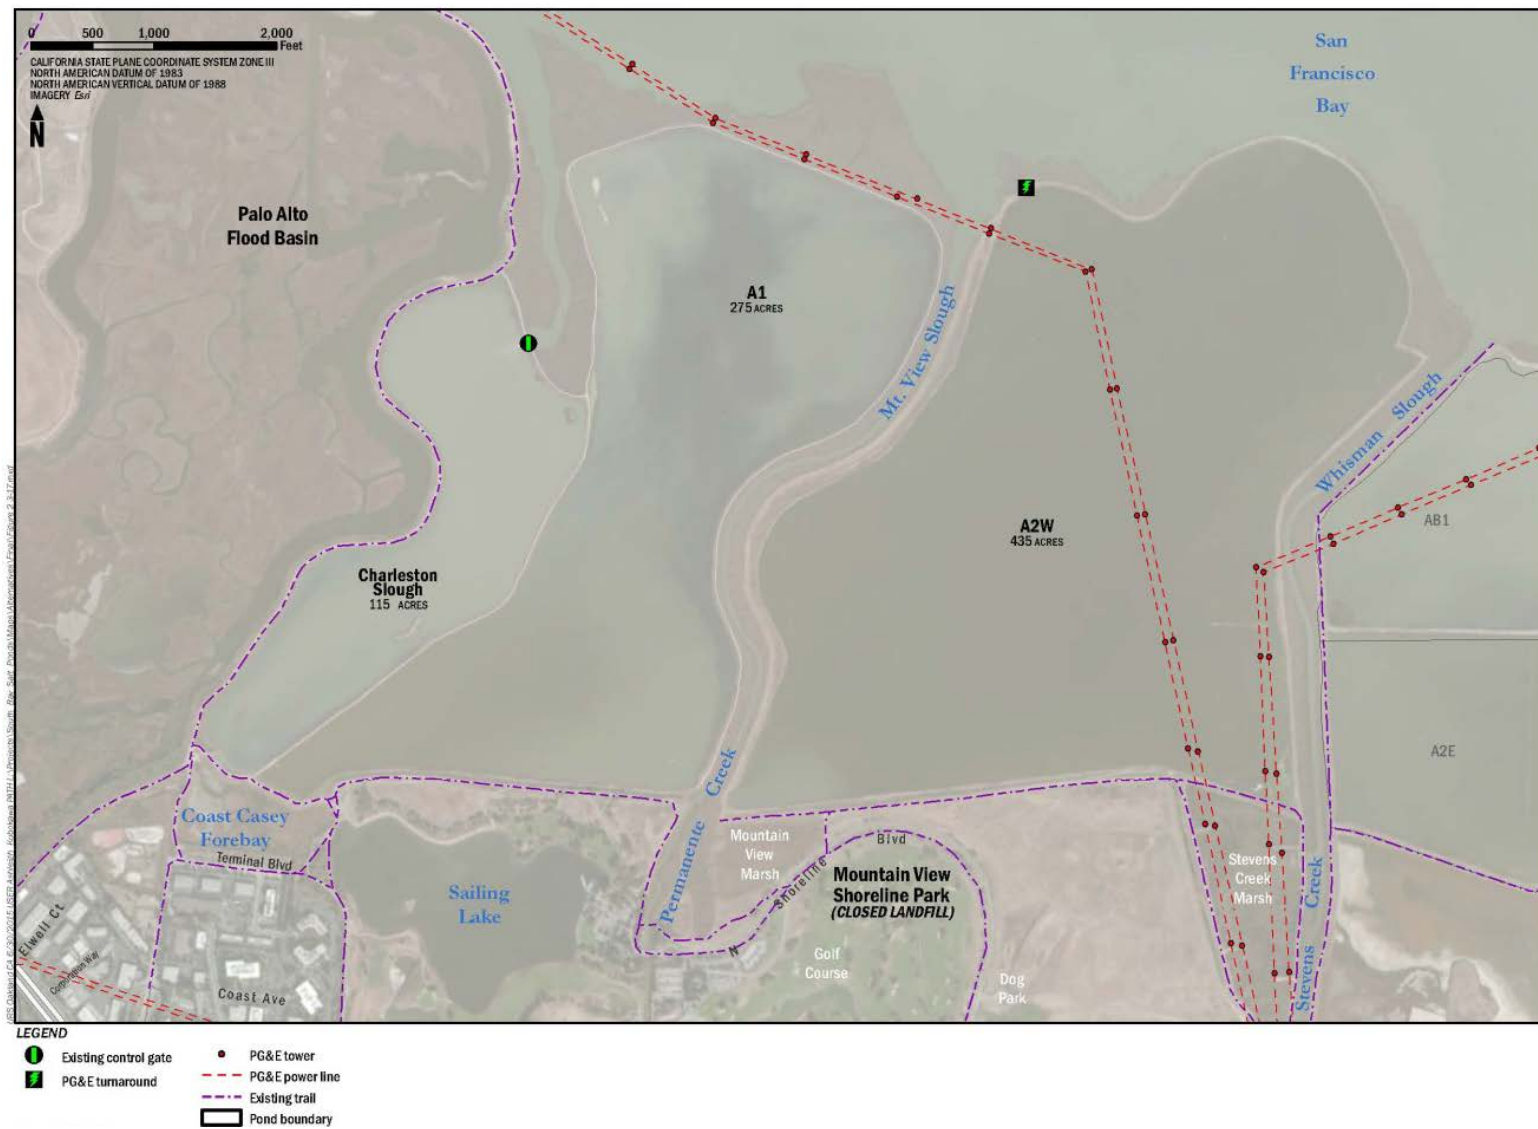 0 500 1,000 2,000
Feet
CALIFORNIA STATE PLANE COORDINATE SYSTEM ZONE III
NORTH AMERICAN DATUM OF 1983
NORTH AMERICAN VERTICAL DATUM OF 1988
IMAGERY Esri
N
San
Francisco
Bay
Palo Alto
Flood Basin
A1
275 ACRES
Mt. View Slough
Whisman Slough
A2W
435 ACRES
AB1
Charleston
Slough
115 ACRES
A2E
Coast Casey
Forebay
Terminal Blvd
Permanente Creek
Mountain
View
Marsh
N Shoreline Blvd
Mountain View
Shoreline Park
(CLOSED LANDFILL)
Stevens
Creek
Marsh
Sailing
Lake
Stevens Creek
Elwell Ct
Corporation Way
Coast Ave
Golf
Course
Dog
Park
LEGEND
Existing control gate
PG&E turnaround
PG&E tower
PG&E power line
Existing trail
Pond boundary